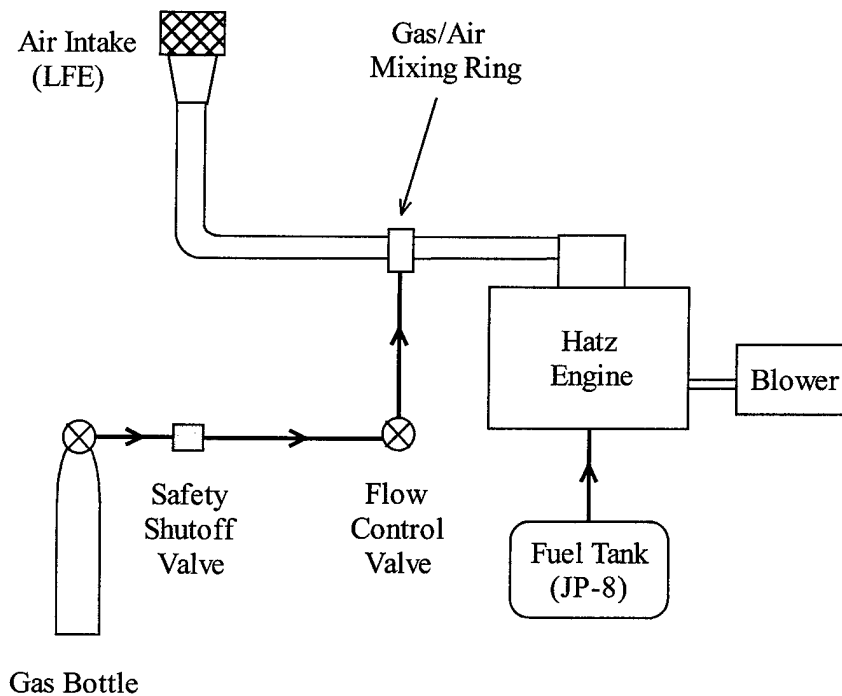 Air Intake
(LFE)
Gas/Air
Mixing Ring
Hatz
Engine
Blower
Safety
Shutoff
Valve
Flow
Control
Valve
Fuel Tank
(JP-8)
Gas Bottle